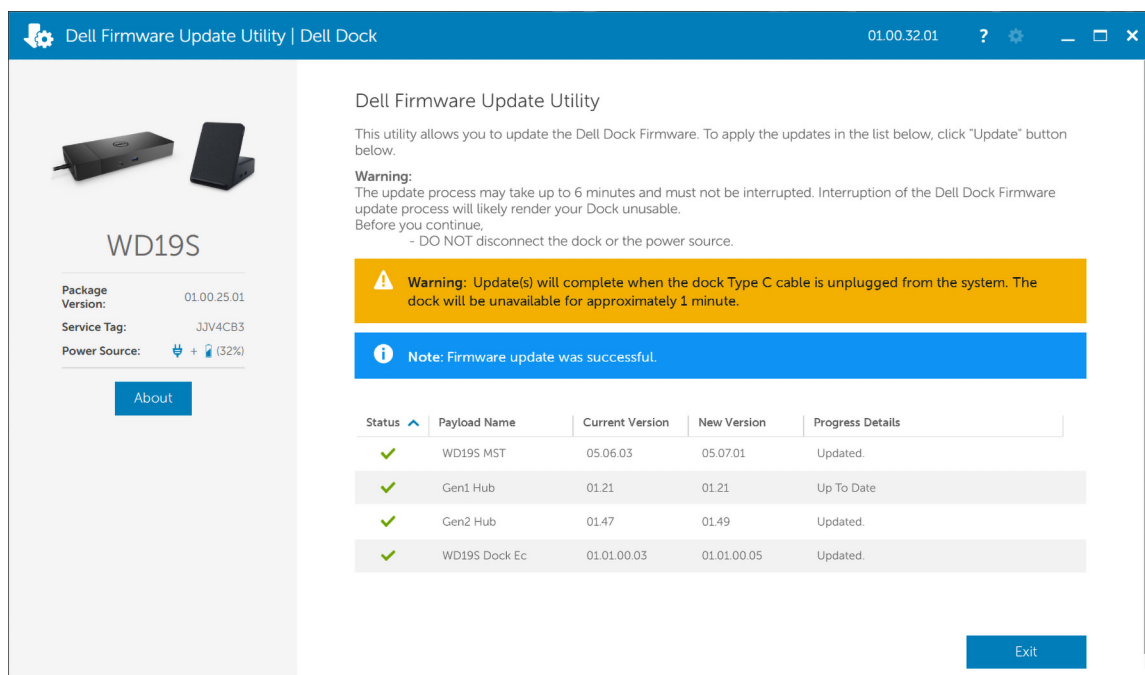 Dell Firmware Update Utility | Dell Dock
01.00.32.01
?
WD19S
Package Version: 01.00.25.01
Service Tag: JJV4CB3
Power Source: + (32%)
About
Dell Firmware Update Utility
This utility allows you to update the Dell Dock Firmware. To apply the updates in the list below, click "Update" button
below.
Warning:
The update process may take up to 6 minutes and must not be interrupted. Interruption of the Dell Dock Firmware
update process will likely render your Dock unusable.
Before you continue,
- DO NOT disconnect the dock or the power source.
Warning: Update(s) will complete when the dock Type C cable is unplugged from the system. The
dock will be unavailable for approximately 1 minute.
Note: Firmware update was successful.
Status Payload Name Current Version New Version Progress Details
WD19S MST 05.06.03 05.07.01 Updated.
Gen1 Hub 01.21 01.21 Up To Date
Gen2 Hub 01.47 01.49 Updated.
WD19S Dock Ec 01.01.00.03 01.01.00.05 Updated.
Exit